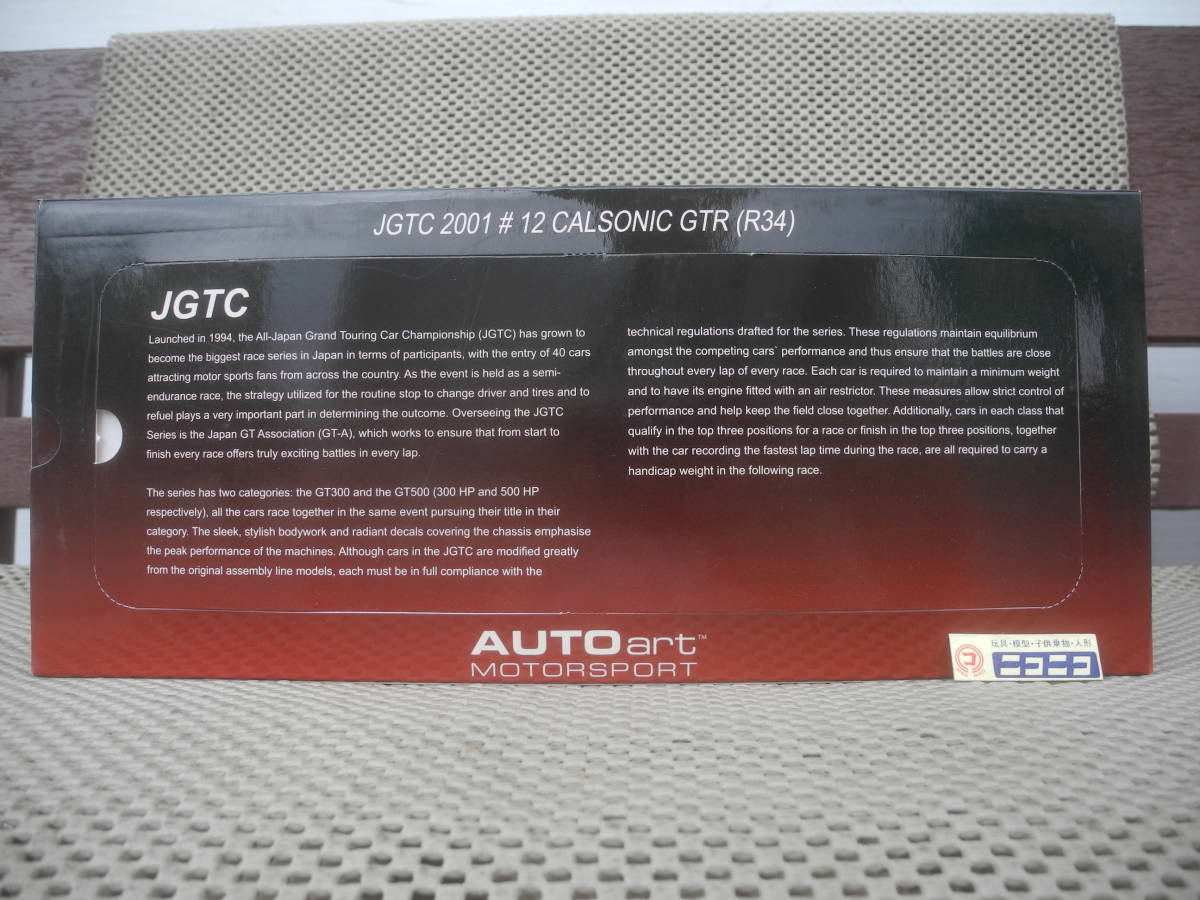 JGTC 2001 # 12 CALSONIC GTR (R34)
JGTC
Launched in 1994, the All-Japan Grand Touring Car Championship (JGTC) has grown to
become the biggest race series in Japan in terms of participants, with the entry of 40 cars
attracting motor sports fans from across the country. As the event is held as a semi-
endurance race, the strategy utilized for the routine stop to change driver and tires and to
refuel plays a very important part in determining the outcome. Overseeing the JGTC
Series is the Japan GT Association (GT-A), which works to ensure that from start to
finish every race offers truly exciting battles in every lap.
The series has two categories: the GT300 and the GT500 (300 HP and 500 HP
respectively), all the cars race together in the same event pursuing their title in their
category. The sleek, stylish bodywork and radiant decals covering the chassis emphasise
the peak performance of the machines. Although cars in the JGTC are modified greatly
from the original assembly line models, each must be in full compliance with the
technical regulations drafted for the series. These regulations maintain equilibrium
amongst the competing cars` performance and thus ensure that the battles are close
throughout every lap of every race. Each car is required to maintain a minimum weight
and to have its engine fitted with an air restrictor. These measures allow strict control of
performance and help keep the field close together. Additionally, cars in each class that
qualify in the top three positions for a race or finish in the top three positions, together
with the car recording the fastest lap time during the race, are all required to carry a
handicap weight in the following race.
AUTOart™
MOTORSPORT
玩具・模型・子供乗物・人形
コ ニコニコ